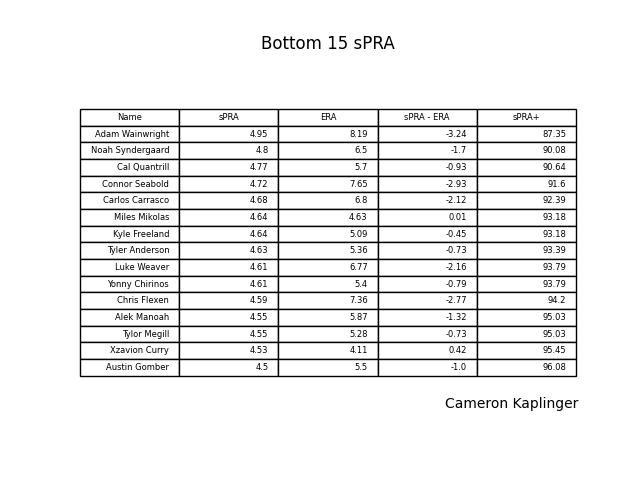 Bottom 15 sPRA
Name sPRA ERA sPRA - ERA sPRA+
Adam Wainwright 4.95 8.19 -3.24 87.35
Noah Syndergaard 4.8 6.5 -1.7 90.08
Cal Quantrill 4.77 5.7 -0.93 90.64
Connor Seabold 4.72 7.65 -2.93 91.6
Carlos Carrasco 4.68 6.8 -2.12 92.39
Miles Mikolas 4.64 4.63 0.01 93.18
Kyle Freeland 4.64 5.09 -0.45 93.18
Tyler Anderson 4.63 5.36 -0.73 93.39
Luke Weaver 4.61 6.77 -2.16 93.79
Yonny Chirinos 4.61 5.4 -0.79 93.79
Chris Flexen 4.59 7.36 -2.77 94.2
Alek Manoah 4.55 5.87 -1.32 95.03
Tylor Megill 4.55 5.28 -0.73 95.03
Xzavion Curry 4.53 4.11 0.42 95.45
Austin Gomber 4.5 5.5 -1.0 96.08
Cameron Kaplinger